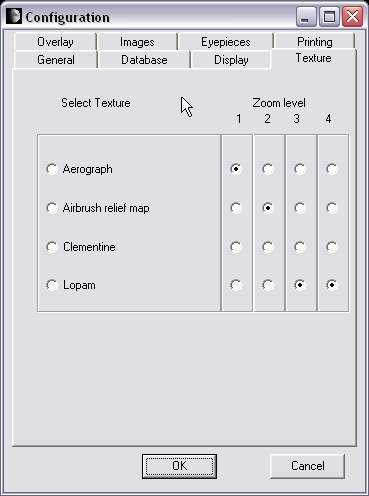 Configuration
Overlay Images Eyepieces Printing
General Database Display Texture
Select Texture Zoom level
1 2 3 4
Aerograph
Airbrush relief map
Clementine
Lopam
OK Cancel